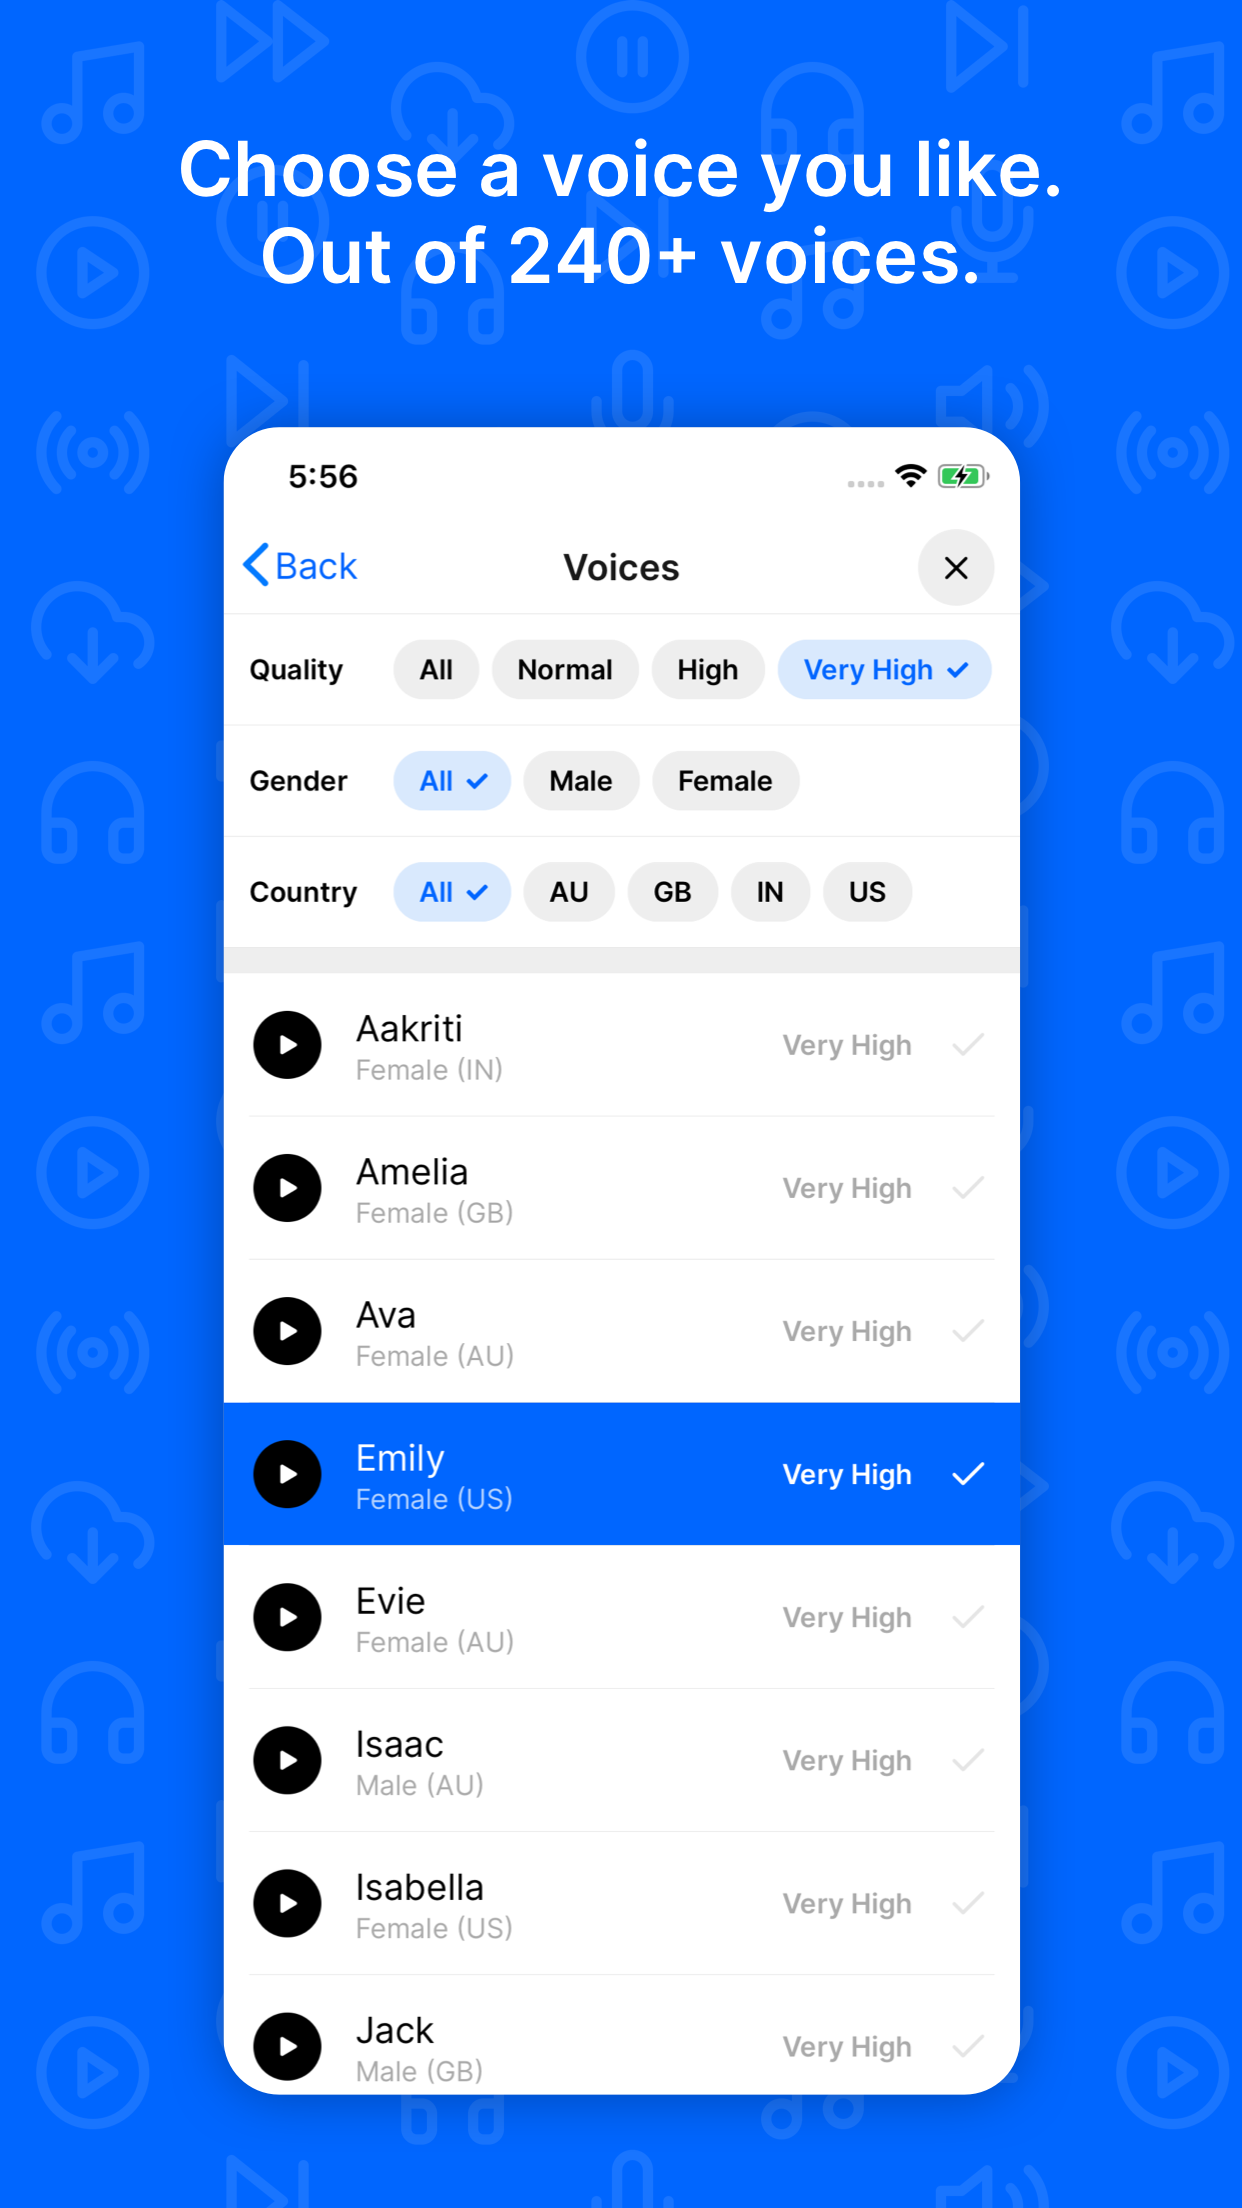 Choose a voice you like.
Out of 240+ voices.
5:56
Back
Voices
Quality All Normal High Very High
Gender All Male Female
Country All AU GB IN US
Aakriti
Female (IN)
Very High
Amelia
Female (GB)
Very High
Ava
Female (AU)
Very High
Emily
Female (US)
Very High
Evie
Female (AU)
Very High
Isaac
Male (AU)
Very High
Isabella
Female (US)
Very High
Jack
Male (GB)
Very High